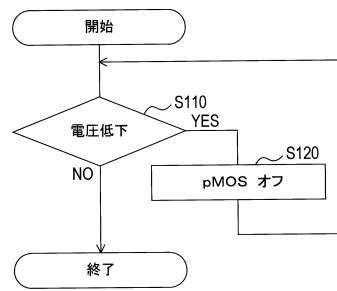 開始
S110
電圧低下
YES
NO
S120
pMOS オフ
終了